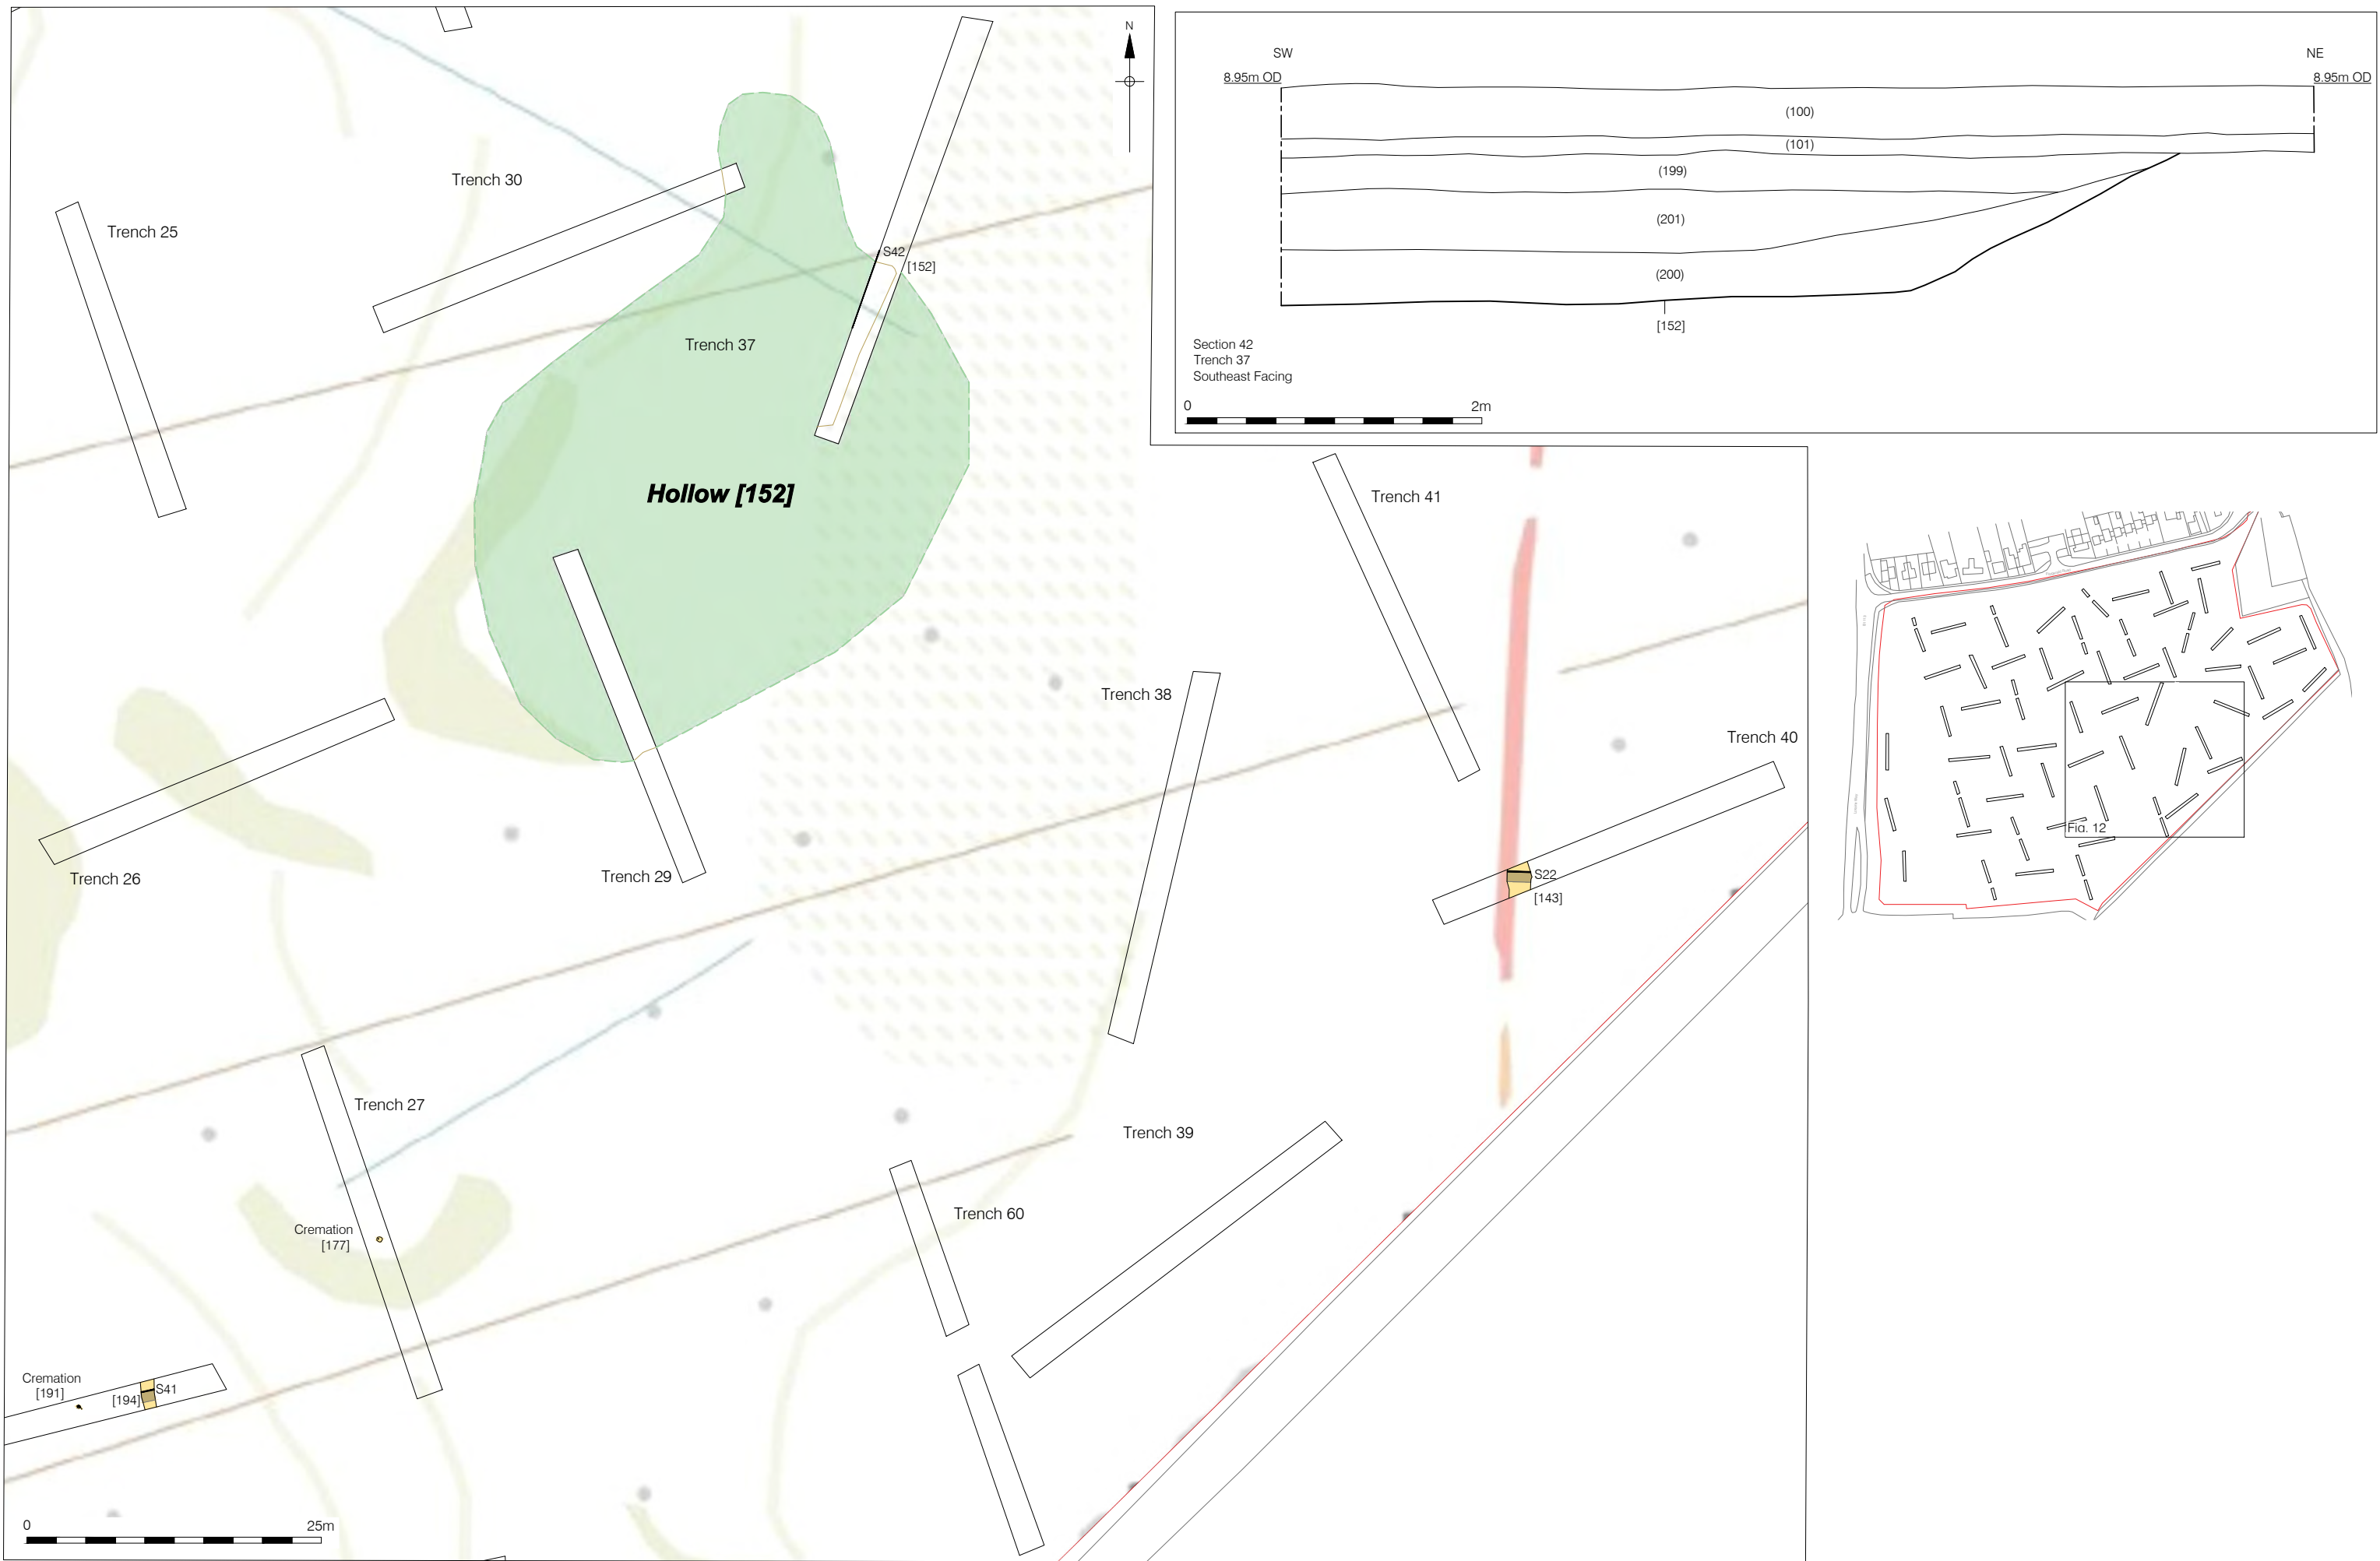 N
Trench 30
Trench 25
S42
[152]
Trench 37
Hollow [152]
Trench 41
Trench 38
Trench 40
Trench 26
Trench 29
S22
[143]
Trench 27
Trench 39
Trench 60
Cremation
[177]
Cremation
[191]
[194]
S41
0 25m
SW NE
8.95m OD 8.95m OD
(100)
(101)
(199)
(201)
(200)
[152]
Section 42
Trench 37
Southeast Facing
0 2m
Fig. 12